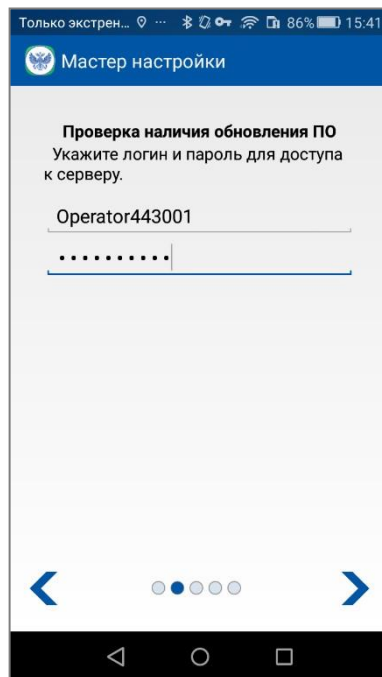 Только экстрен... ... 86% 15:41
Мастер настройки
Проверка наличия обновления ПО
Укажите логин и пароль для доступа
к серверу.
Operator443001
••••••••••